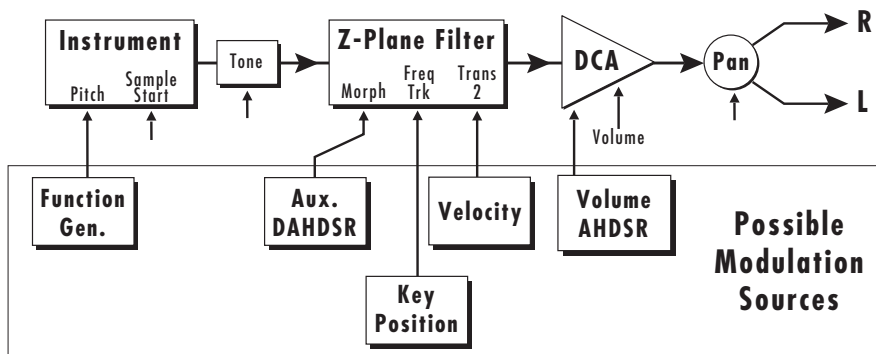 Instrument
Pitch
Sample
Start
Tone
Z-Plane Filter
Morph
Freq
Trk
Trans
2
DCA
Volume
Pan
R
L
Function
Gen.
Aux.
DAHDSR
Velocity
Volume
AHDSR
Key
Position
Possible
Modulation
Sources